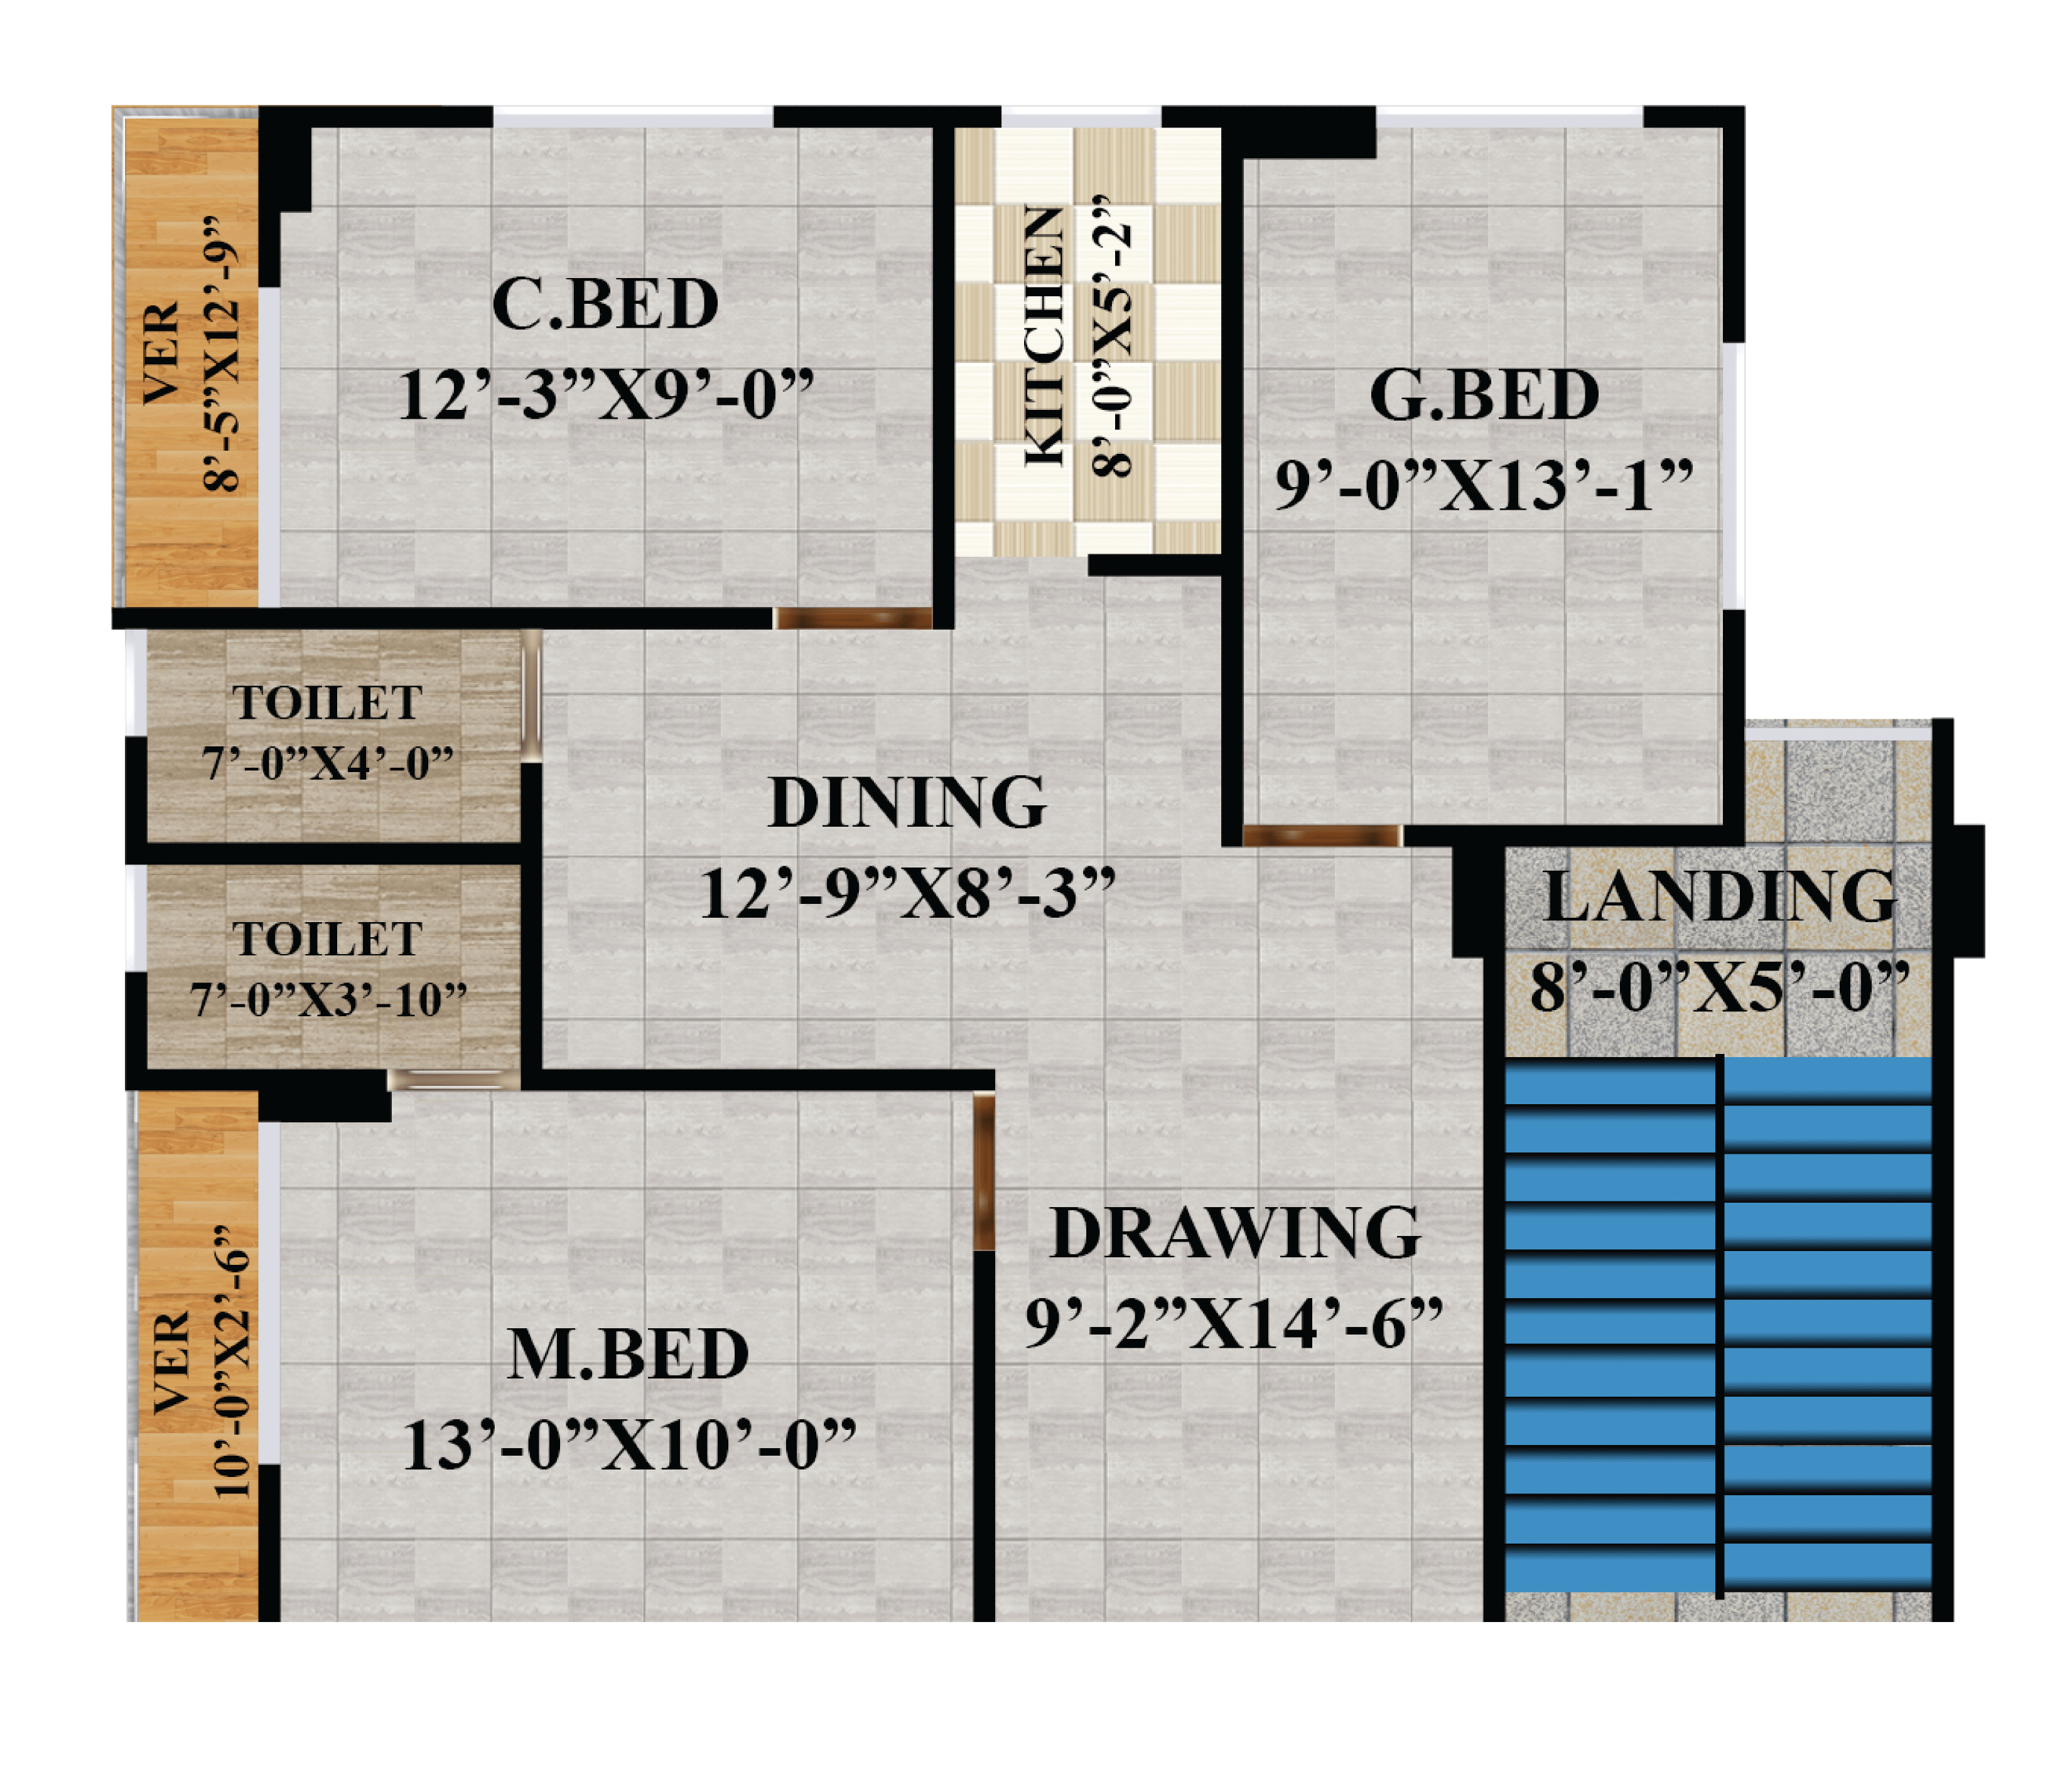 VER
8’-5”X12’-9”
C.BED
12’-3”X9’-0”
KITCHEN
8’-0”X5’-2”
G.BED
9’-0”X13’-1”
TOILET
7’-0”X4’-0”
DINING
12’-9”X8’-3”
LANDING
8’-0”X5’-0”
TOILET
7’-0”X3’-10”
VER
10’-0”X2’-6”
M.BED
13’-0”X10’-0”
DRAWING
9’-2”X14’-6”